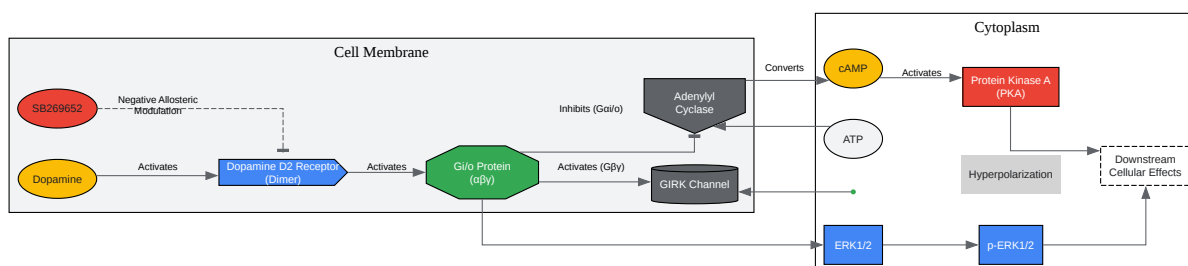 Cell Membrane
Cytoplasm
SB269652
Negative Allosteric
Modulation
Dopamine
Activates
Dopamine D2 Receptor
(Dimer)
Activates
Gi/o Protein
(αβγ)
Inhibits (Gαi/o)
Activates (Gβγ)
Adenylyl
Cyclase
GIRK Channel
Converts
cAMP
Activates
Protein Kinase A
(PKA)
ATP
Hyperpolarization
Downstream
Cellular Effects
ERK1/2
p-ERK1/2